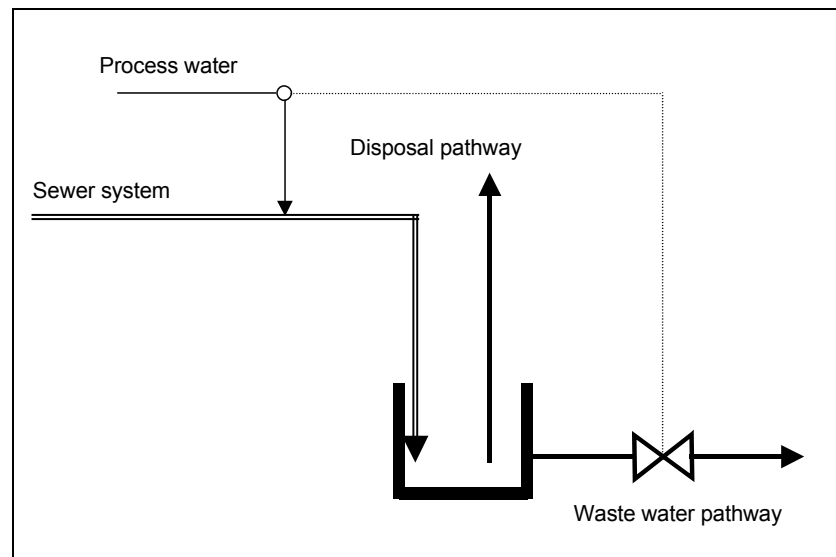 Process water
Disposal pathway
Sewer system
Waste water pathway